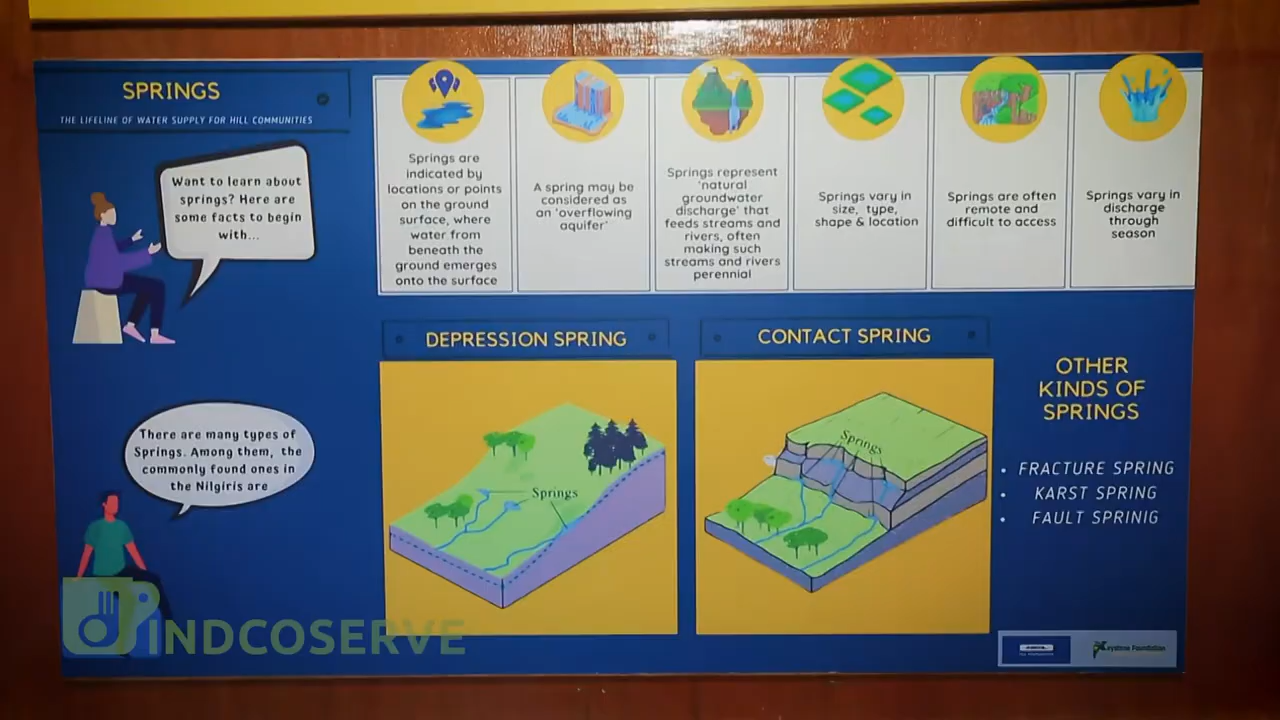 SPRINGS
THE LIFELINE OF WATER SUPPLY FOR HILL COMMUNITIES
Want to learn about
springs? Here are
some facts to begin
with...
Springs are
indicated by
locations or points
on the ground
surface, where
water from
beneath the
ground emerges
onto the surface
A spring may be
considered as
an 'overflowing
aquifer'
Springs represent
'natural
groundwater
discharge' that
feeds streams and
rivers, often
making such
streams and rivers
perennial
Springs vary in
size, type,
shape & location
Springs are often
remote and
difficult to access
Springs vary in
discharge
through
season
There are many types of
Springs. Among them, the
commonly found ones in
the Nilgiris are
DEPRESSION SPRING
Springs
CONTACT SPRING
Springs
OTHER
KINDS OF
SPRINGS
• FRACTURE SPRING
• KARST SPRING
• FAULT SPRINIG
INDCOSERVE
Keystone Foundation